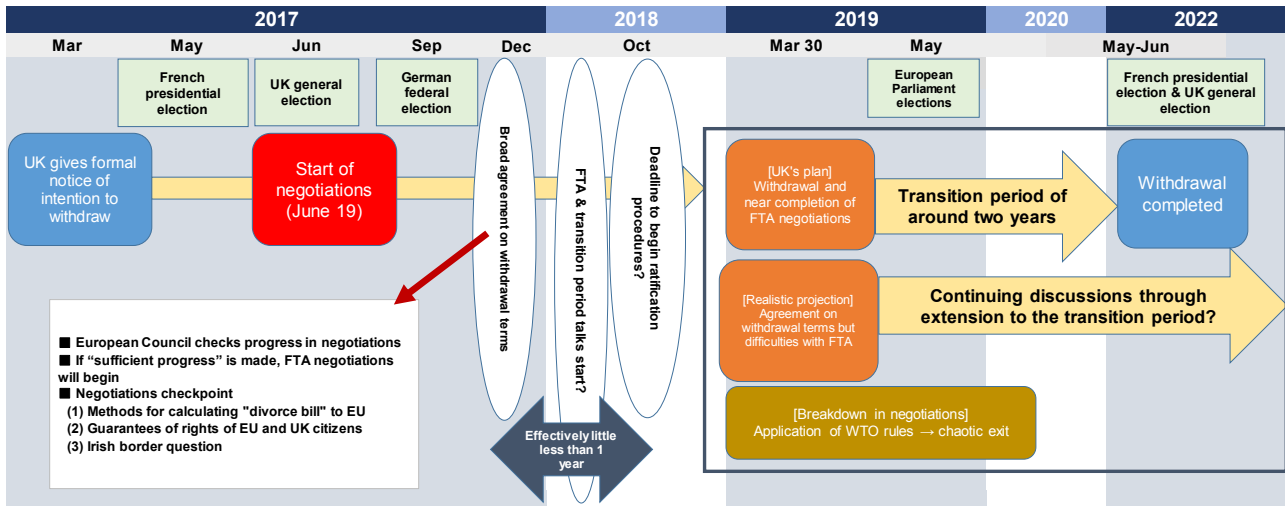 2017
2018
2019
2020
2022
Mar
May
Jun
Sep
Dec
Oct
Mar 30
May
May-Jun
French
presidential
election
UK general
election
German
federal
election
European
Parliament
elections
French presidential
election & UK general
election
UK gives formal
notice of
intention to
withdraw
Start of
negotiations
(June 19)
Broad agreement on withdrawal terms
FTA & transition period talks start?
Deadline to begin ratification
procedures?
[UK's plan]
Withdrawal and
near completion of
FTA negotiations
Transition period of
around two years
Withdrawal
completed
[Realistic projection]
Agreement on
withdrawal terms but
difficulties with FTA
Continuing discussions through
extension to the transition period?
[Breakdown in negotiations]
Application of WTO rules → chaotic exit
■ European Council checks progress in negotiations
■ If “sufficient progress” is made, FTA negotiations
will begin
■ Negotiations checkpoint
(1) Methods for calculating "divorce bill" to EU
(2) Guarantees of rights of EU and UK citizens
(3) Irish border question
Effectively little
less than 1
year